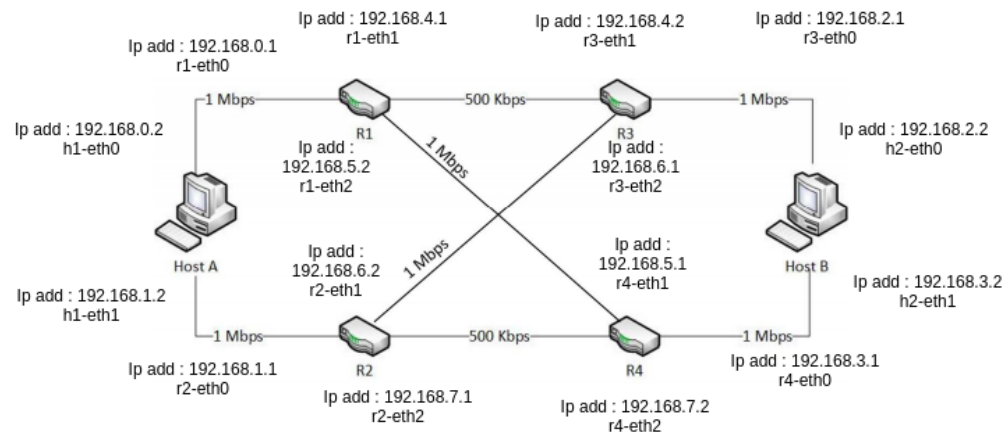 Ip add : 192.168.4.1
r1-eth1
Ip add : 192.168.4.2
r3-eth1
Ip add : 192.168.2.1
r3-eth0
Ip add : 192.168.0.1
r1-eth0
1 Mbps
500 Kbps
1 Mbps
R1
R3
Ip add : 192.168.0.2
h1-eth0
Ip add :
192.168.5.2
r1-eth2
1 Mbps
Ip add :
192.168.6.1
r3-eth2
Ip add : 192.168.2.2
h2-eth0
Host A
Ip add :
192.168.6.2
r2-eth1
1 Mbps
Ip add :
192.168.5.1
r4-eth1
Host B
Ip add : 192.168.1.2
h1-eth1
Ip add : 192.168.3.2
h2-eth1
1 Mbps
500 Kbps
1 Mbps
R2
R4
Ip add : 192.168.1.1
r2-eth0
Ip add : 192.168.7.1
r2-eth2
Ip add : 192.168.7.2
r4-eth2
Ip add : 192.168.3.1
r4-eth0